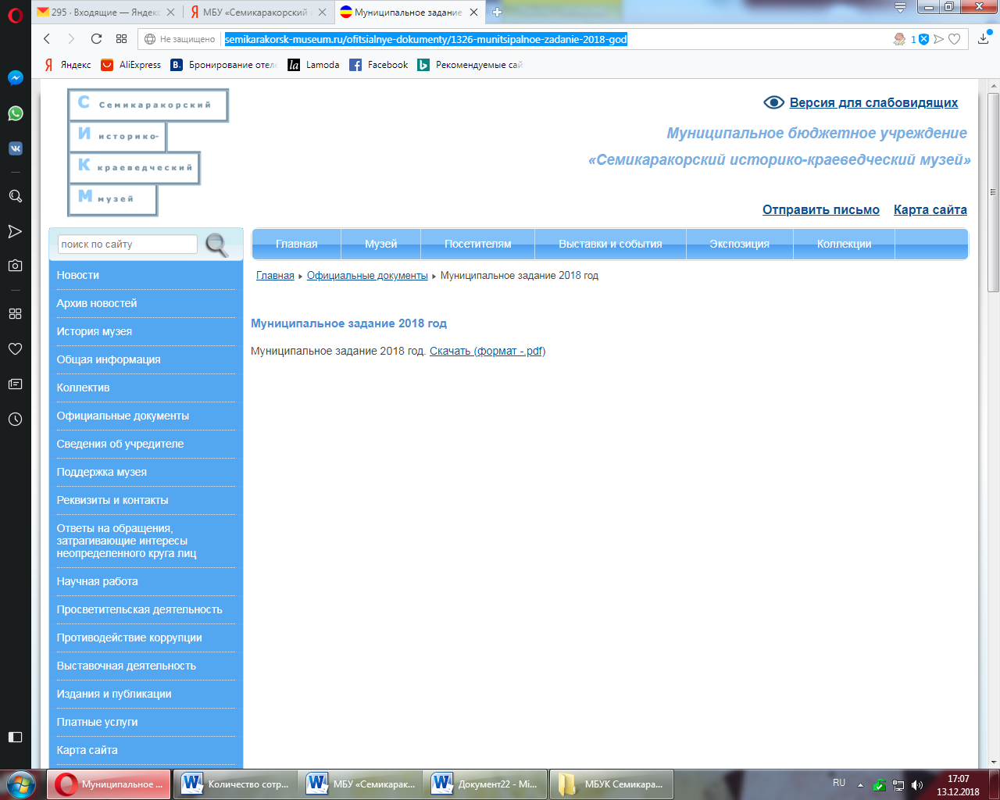 295 · Входящие — Яндекс
МБУ «Семикаракорский и
Муниципальное задание
Не защищено
semikarakorsk-museum.ru/ofitsialnye-dokumenty/1326-munitsipalnoe-zadanie-2018-god
1
Яндекс
AliExpress
Бронирование отеле
Lamoda
Facebook
Рекомендуемые сай
С Семикаракорский
И историко-
К краеведческий
М музей
Версия для слабовидящих
Муниципальное бюджетное учреждение
«Семикаракорский историко-краеведческий музей»
Отправить письмо Карта сайта
поиск по сайту
Главная Музей Посетителям Выставки и события Экспозиция Коллекции
Главная Официальные документы Муниципальное задание 2018 год
Муниципальное задание 2018 год
Муниципальное задание 2018 год. Скачать (формат -.pdf)
Новости
Архив новостей
История музея
Общая информация
Коллектив
Официальные документы
Сведения об учредителе
Поддержка музея
Реквизиты и контакты
Ответы на обращения,
затрагивающие интересы
неопределенного круга лиц
Научная работа
Просветительская деятельность
Противодействие коррупции
Выставочная деятельность
Издания и публикации
Платные услуги
Карта сайта
Муниципальное ...
Количество сотр...
МБУ «Семикарак...
Документ22 - Mi...
МБУК Семикара...
RU
17:07
13.12.2018